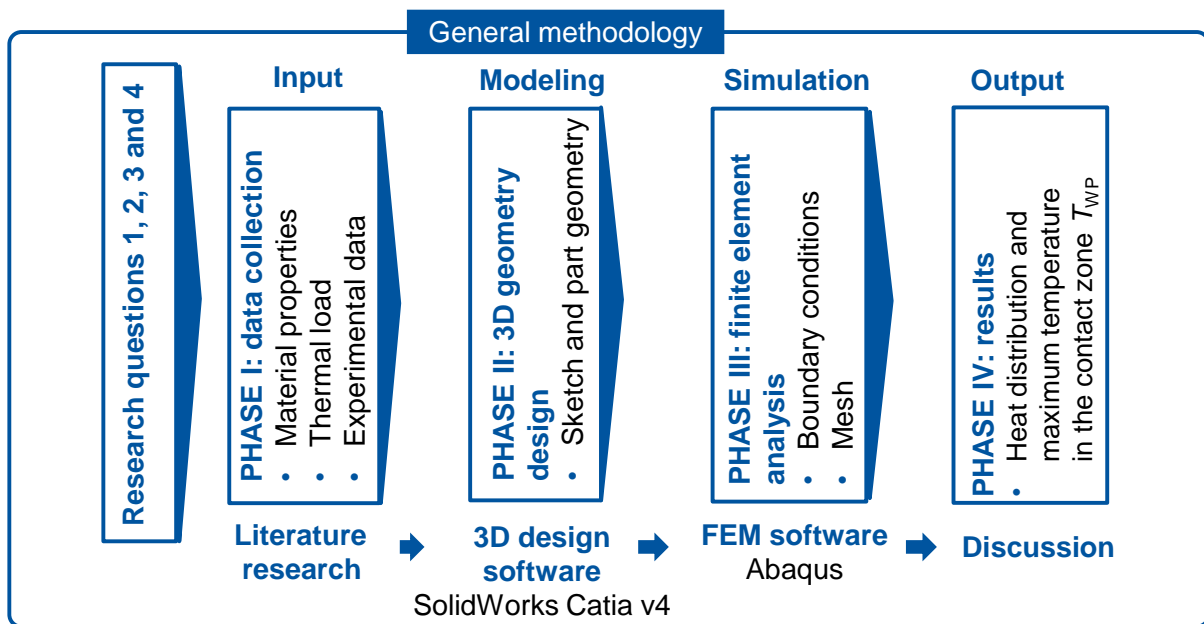 General methodology
Research questions 1, 2, 3 and 4
Input
PHASE I: data collection
• Material properties
• Thermal load
• Experimental data
Literature
research
Modeling
PHASE II: 3D geometry
design
• Sketch and part geometry
3D design
software
SolidWorks Catia v4
Simulation
PHASE III: finite element
analysis
• Boundary conditions
• Mesh
FEM software
Abaqus
Output
PHASE IV: results
• Heat distribution and
maximum temperature
in the contact zone T_WP
Discussion